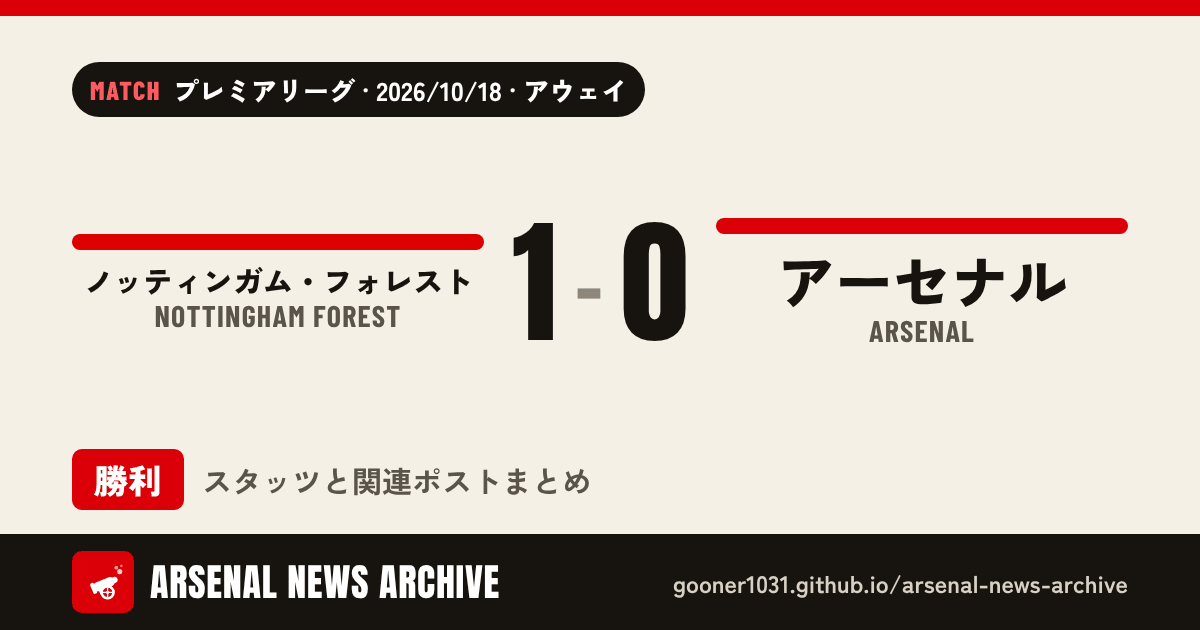 MATCH プレミアリーグ · 2026/10/18 · アウェイ
ノッティンガム・フォレスト
NOTTINGHAM FOREST
1 - 0
アーセナル
ARSENAL
勝利 スタッツと関連ポストまとめ
ARSENAL NEWS ARCHIVE
gooner1031.github.io/arsenal-news-archive